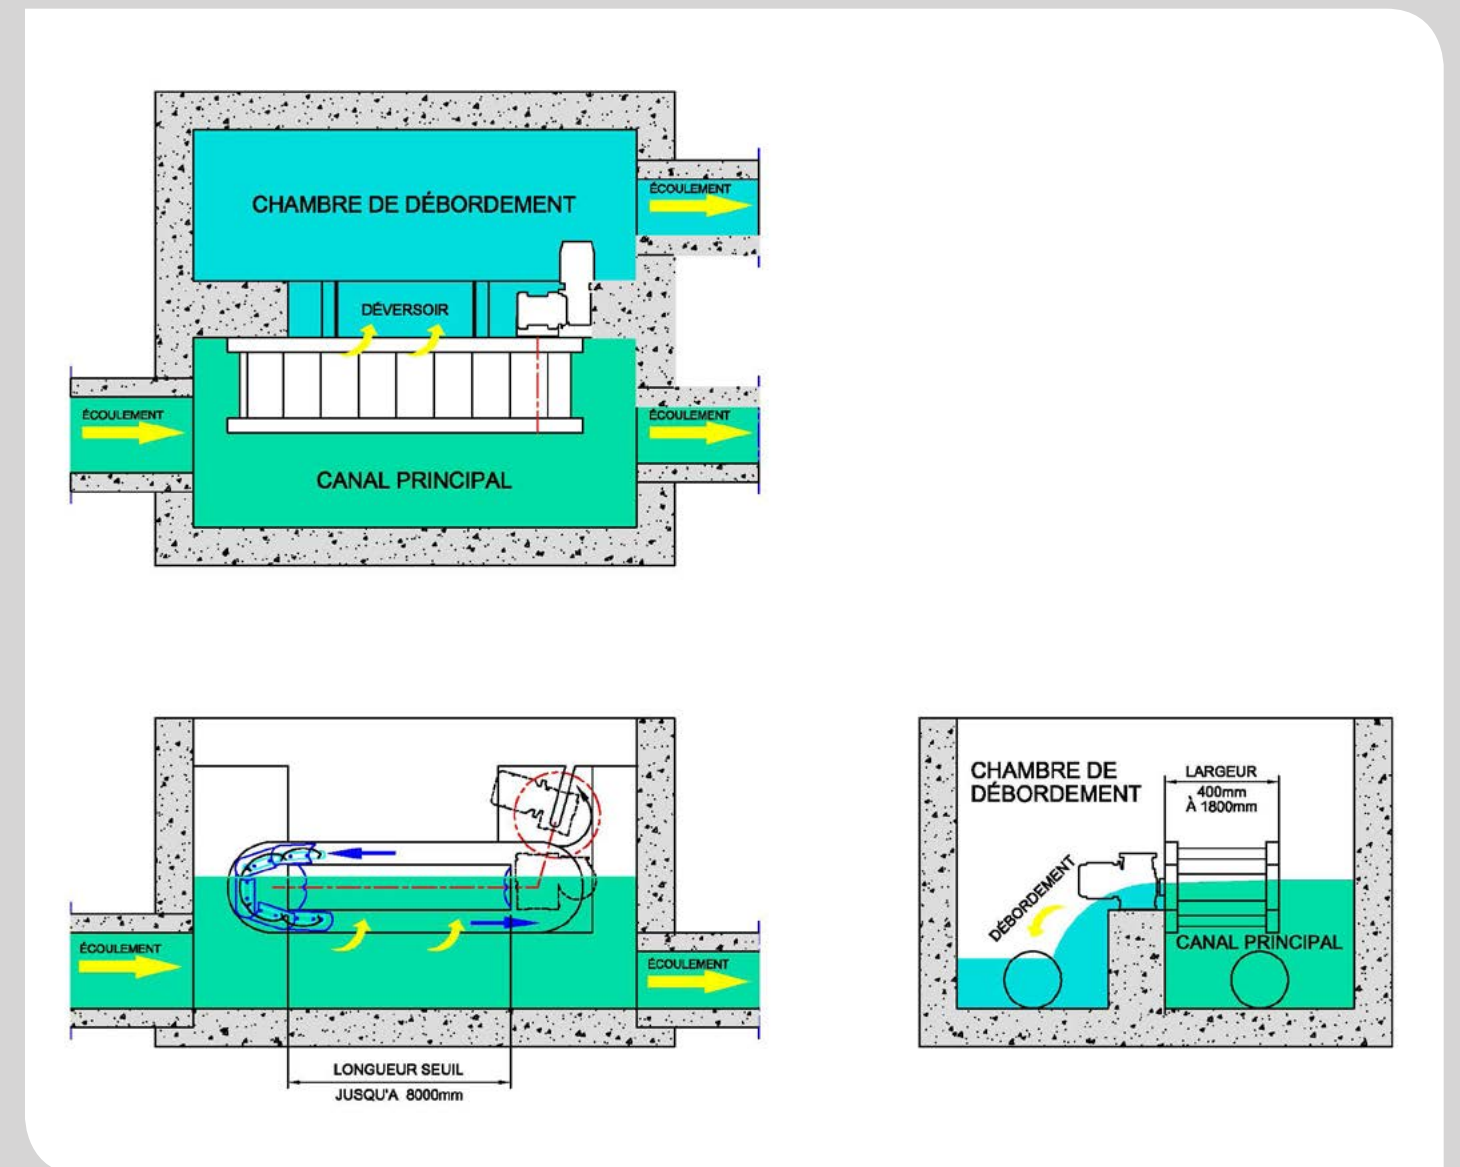 CHAMBRE DE DÉBORDEMENT
ÉCOULEMENT
DÉVERSOIR
ÉCOULEMENT
ÉCOULEMENT
CANAL PRINCIPAL
ÉCOULEMENT
ÉCOULEMENT
LONGUEUR SEUIL
JUSQU'A 8000mm
CHAMBRE DE
DÉBORDEMENT
LARGEUR
400mm
À 1800mm
DÉBORDEMENT
CANAL PRINCIPAL